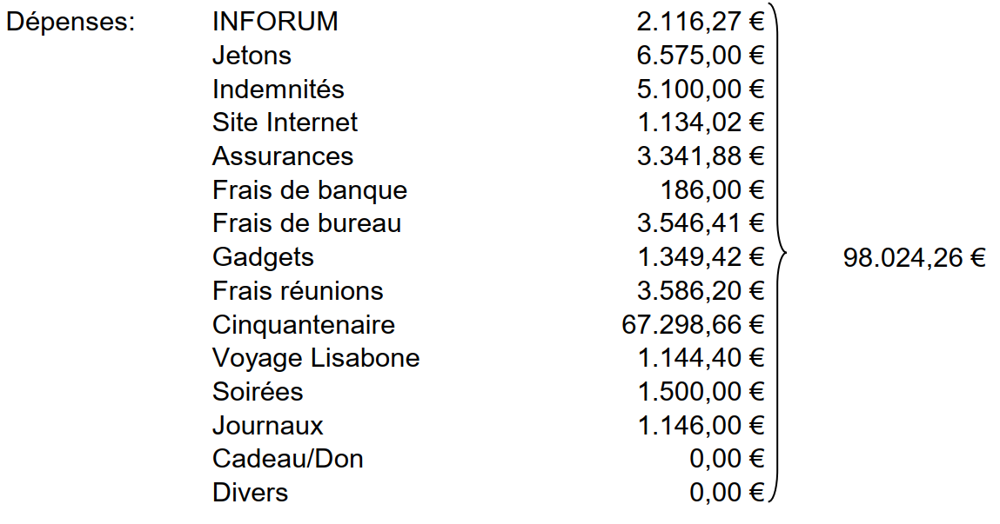 Dépenses: INFORUM 2.116,27 €
Jetons 6.575,00 €
Indemnités 5.100,00 €
Site Internet 1.134,02 €
Assurances 3.341,88 €
Frais de banque 186,00 €
Frais de bureau 3.546,41 €
Gadgets 1.349,42 € 98.024,26 €
Frais réunions 3.586,20 €
Cinquantenaire 67.298,66 €
Voyage Lisabone 1.144,40 €
Soirées 1.500,00 €
Journaux 1.146,00 €
Cadeau/Don 0,00 €
Divers 0,00 €